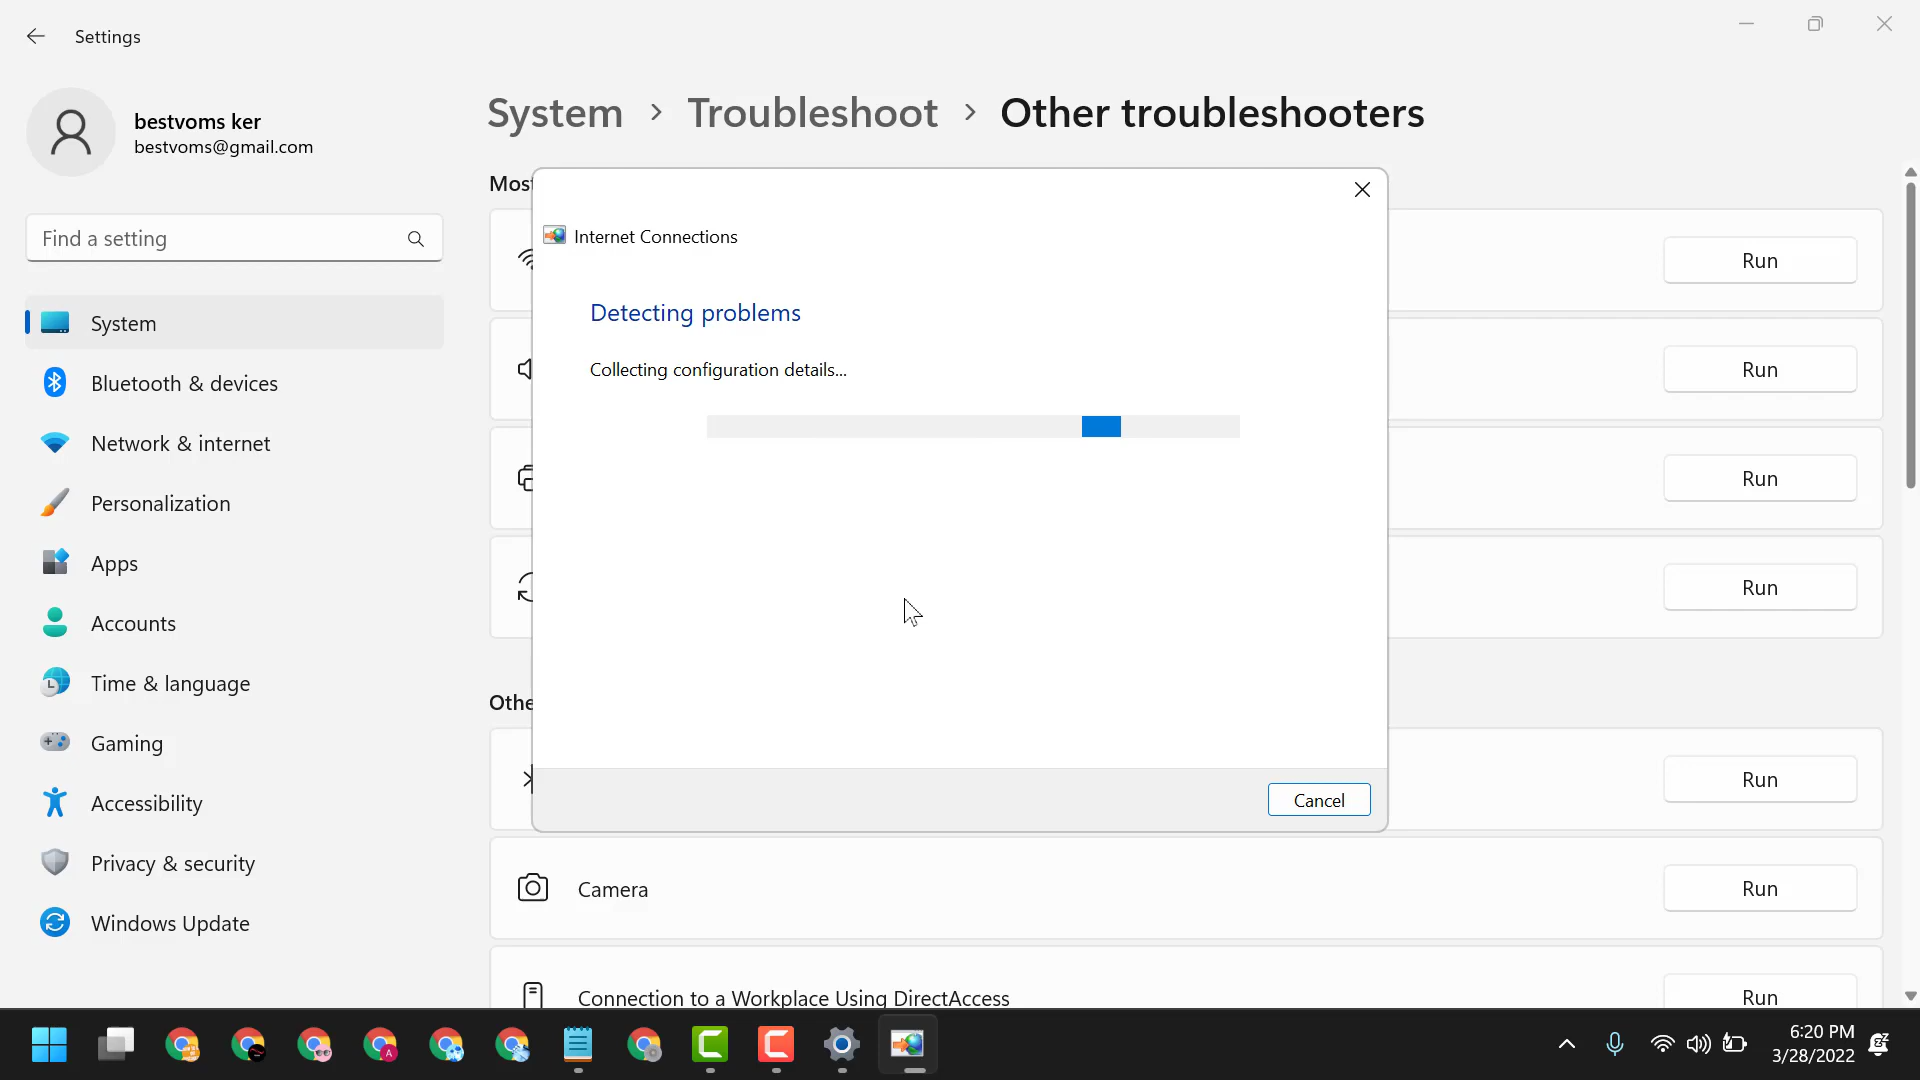 Settings
bestvoms ker
bestvoms@gmail.com
Find a setting
System
Bluetooth & devices
Network & internet
Personalization
Apps
Accounts
Time & language
Gaming
Accessibility
Privacy & security
Windows Update
System > Troubleshoot > Other troubleshooters
Mos
Internet Connections
Detecting problems
Collecting configuration details...
Cancel
Run
Run
Run
Run
Othe
Run
Camera
Run
Connection to a Workplace Using DirectAccess
Run
6:20 PM
3/28/2022